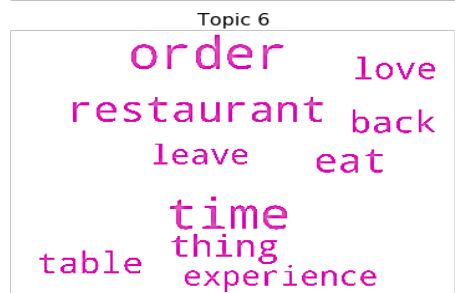 Topic 6
order
love
restaurant
back
leave
eat
time
thing
table
experience